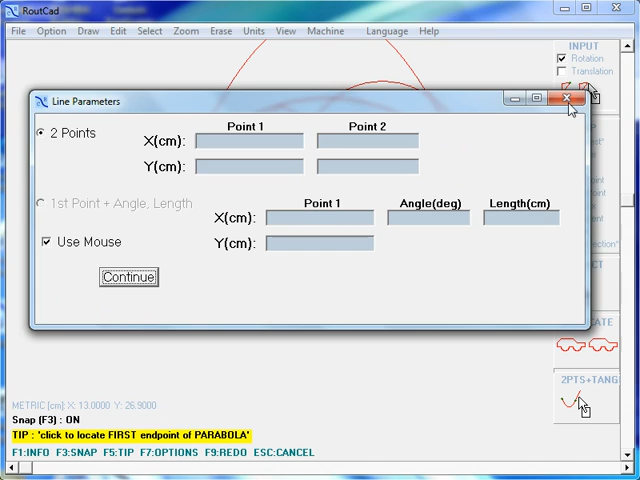 RoutCad
File Option Draw Edit Select Zoom Erase Units View Machine Language Help
INPUT
Rotation
Translation
Line Parameters
2 Points
Point 1 Point 2
X(cm):
Y(cm):
1st Point + Angle, Length
Point 1 Angle(deg) Length(cm)
X(cm):
Use Mouse
Y(cm):
Continue
2PTS+TANG
METRIC (cm): X: 13.0000 Y: 26.9000
Snap (F3) : ON
TIP : 'click to locate FIRST endpoint of PARABOLA'
F1:INFO F3:SNAP F5:TIP F7:OPTIONS F9:REDO ESC:CANCEL